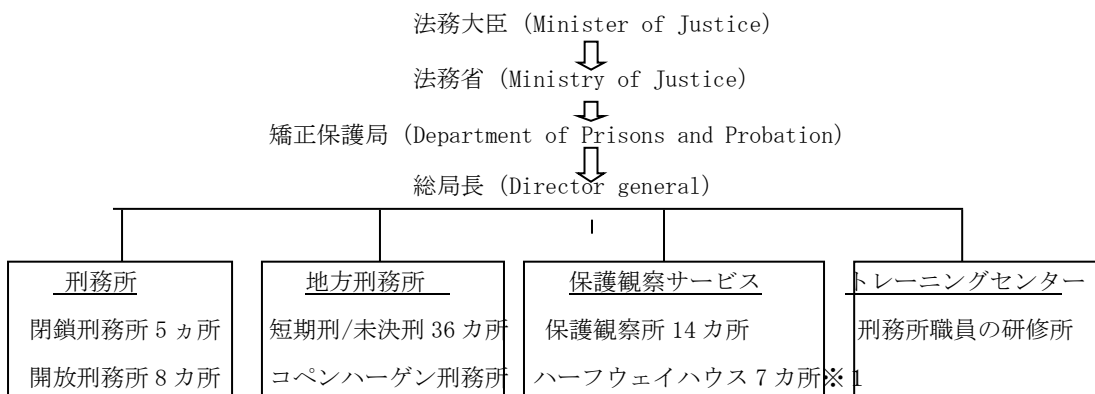 法務大臣 (Minister of Justice)
法務省 (Ministry of Justice)
矯正保護局 (Department of Prisons and Probation)
総局長 (Director general)
刑務所
閉鎖刑務所 5 ヵ所
開放刑務所 8 カ所
地方刑務所
短期刑/未決刑 36 カ所
コペンハーゲン刑務所
保護観察サービス
保護観察所 14 カ所
ハーフウェイハウス 7 カ所※1
トレーニングセンター
刑務所職員の研修所